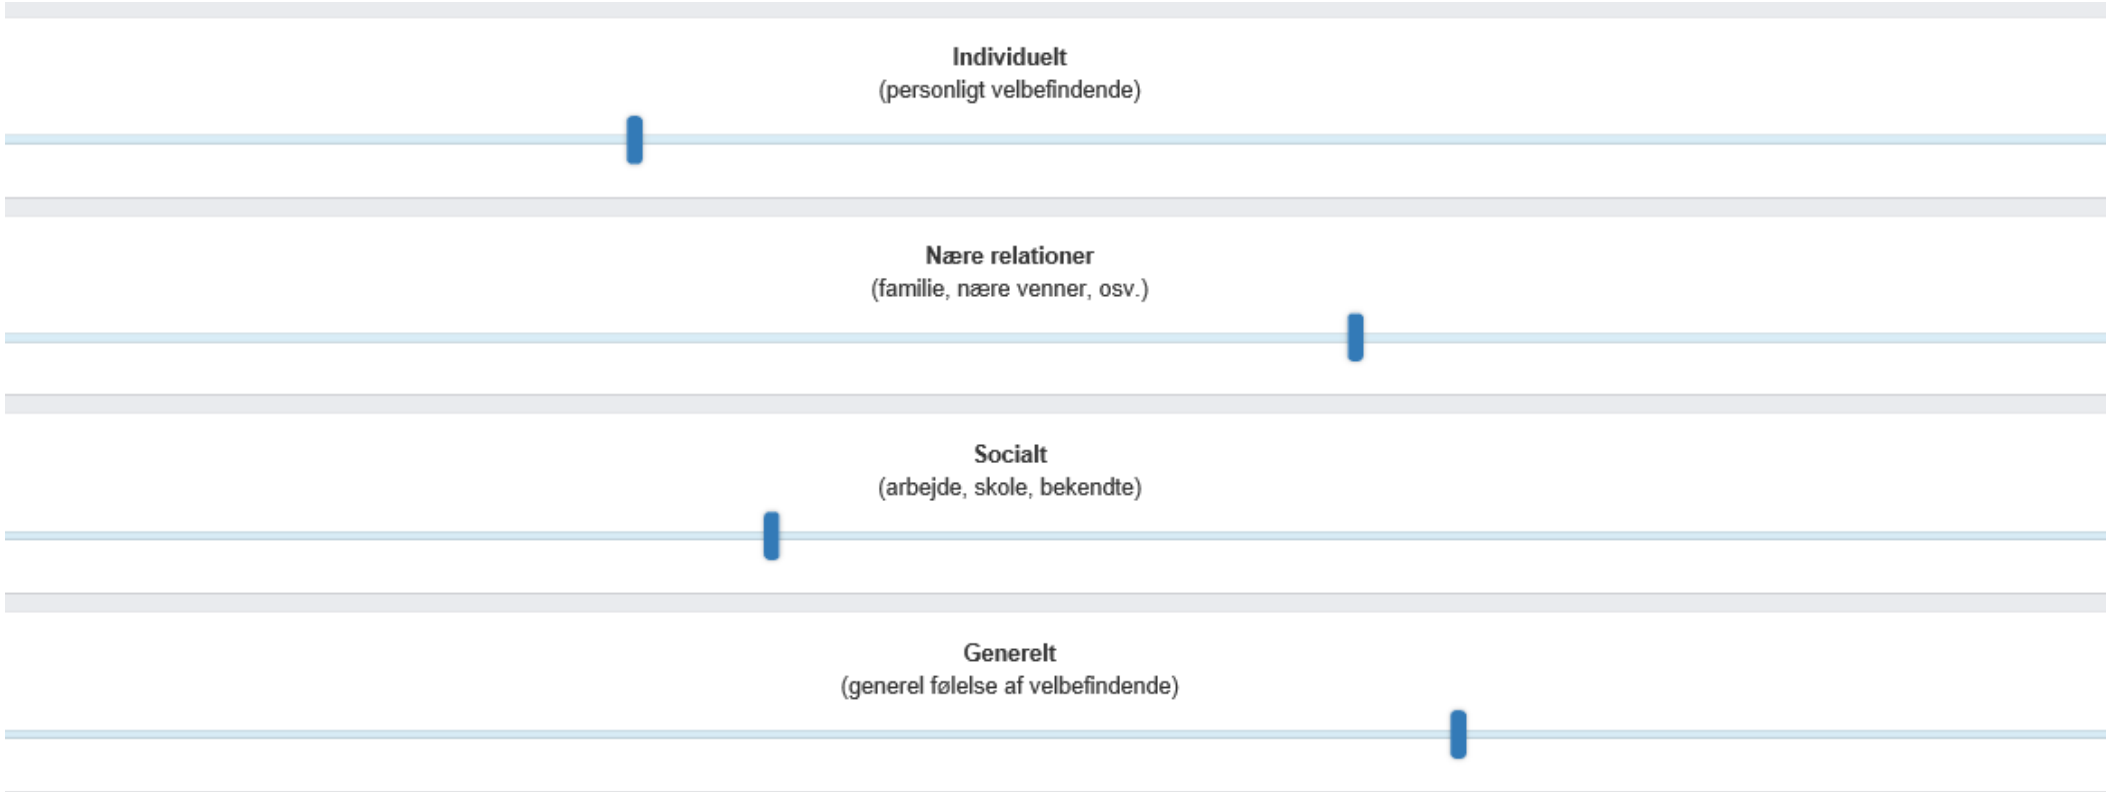 Individuelt
(personligt velbefindende)
Nære relationer
(familie, nære venner, osv.)
Socialt
(arbejde, skole, bekendte)
Generelt
(generel følelse af velbefindende)